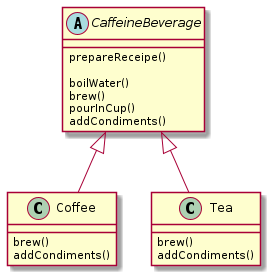 A CaffeineBeverage
prepareReceipe()
boilWater()
brew()
pourInCup()
addCondiments()
C Coffee
brew()
addCondiments()
C Tea
brew()
addCondiments()